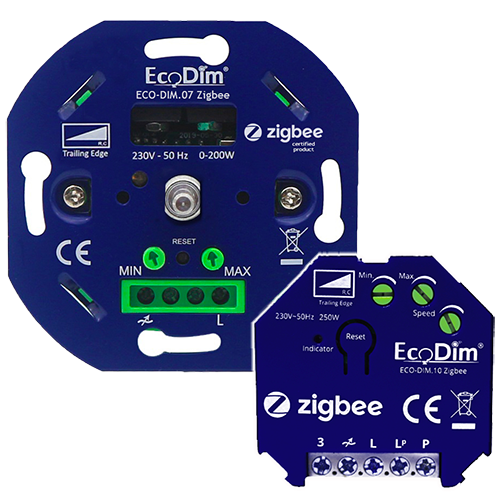 EcoDim®
ECO-DIM.07 Zigbee
R,C
Trailing Edge
230V - 50 Hz 0-200W
zigbee
certified
product
CE
RESET
MIN MAX
L
R,C
Trailing Edge
Min. Max
Speed
230V~50Hz 250W
Reset
Indicator
EcoDim®
ECO-DIM.10 Zigbee
zigbee CE
3 L LP P